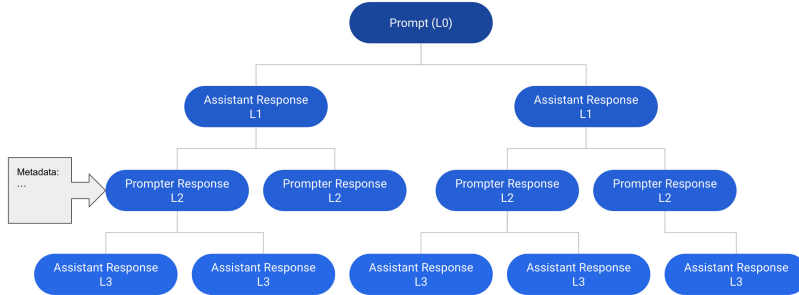 Prompt (L0)
Assistant Response
L1
Assistant Response
L1
Metadata:
...
Prompter Response
L2
Prompter Response
L2
Prompter Response
L2
Prompter Response
L2
Assistant Response
L3
Assistant Response
L3
Assistant Response
L3
Assistant Response
L3
Assistant Response
L3